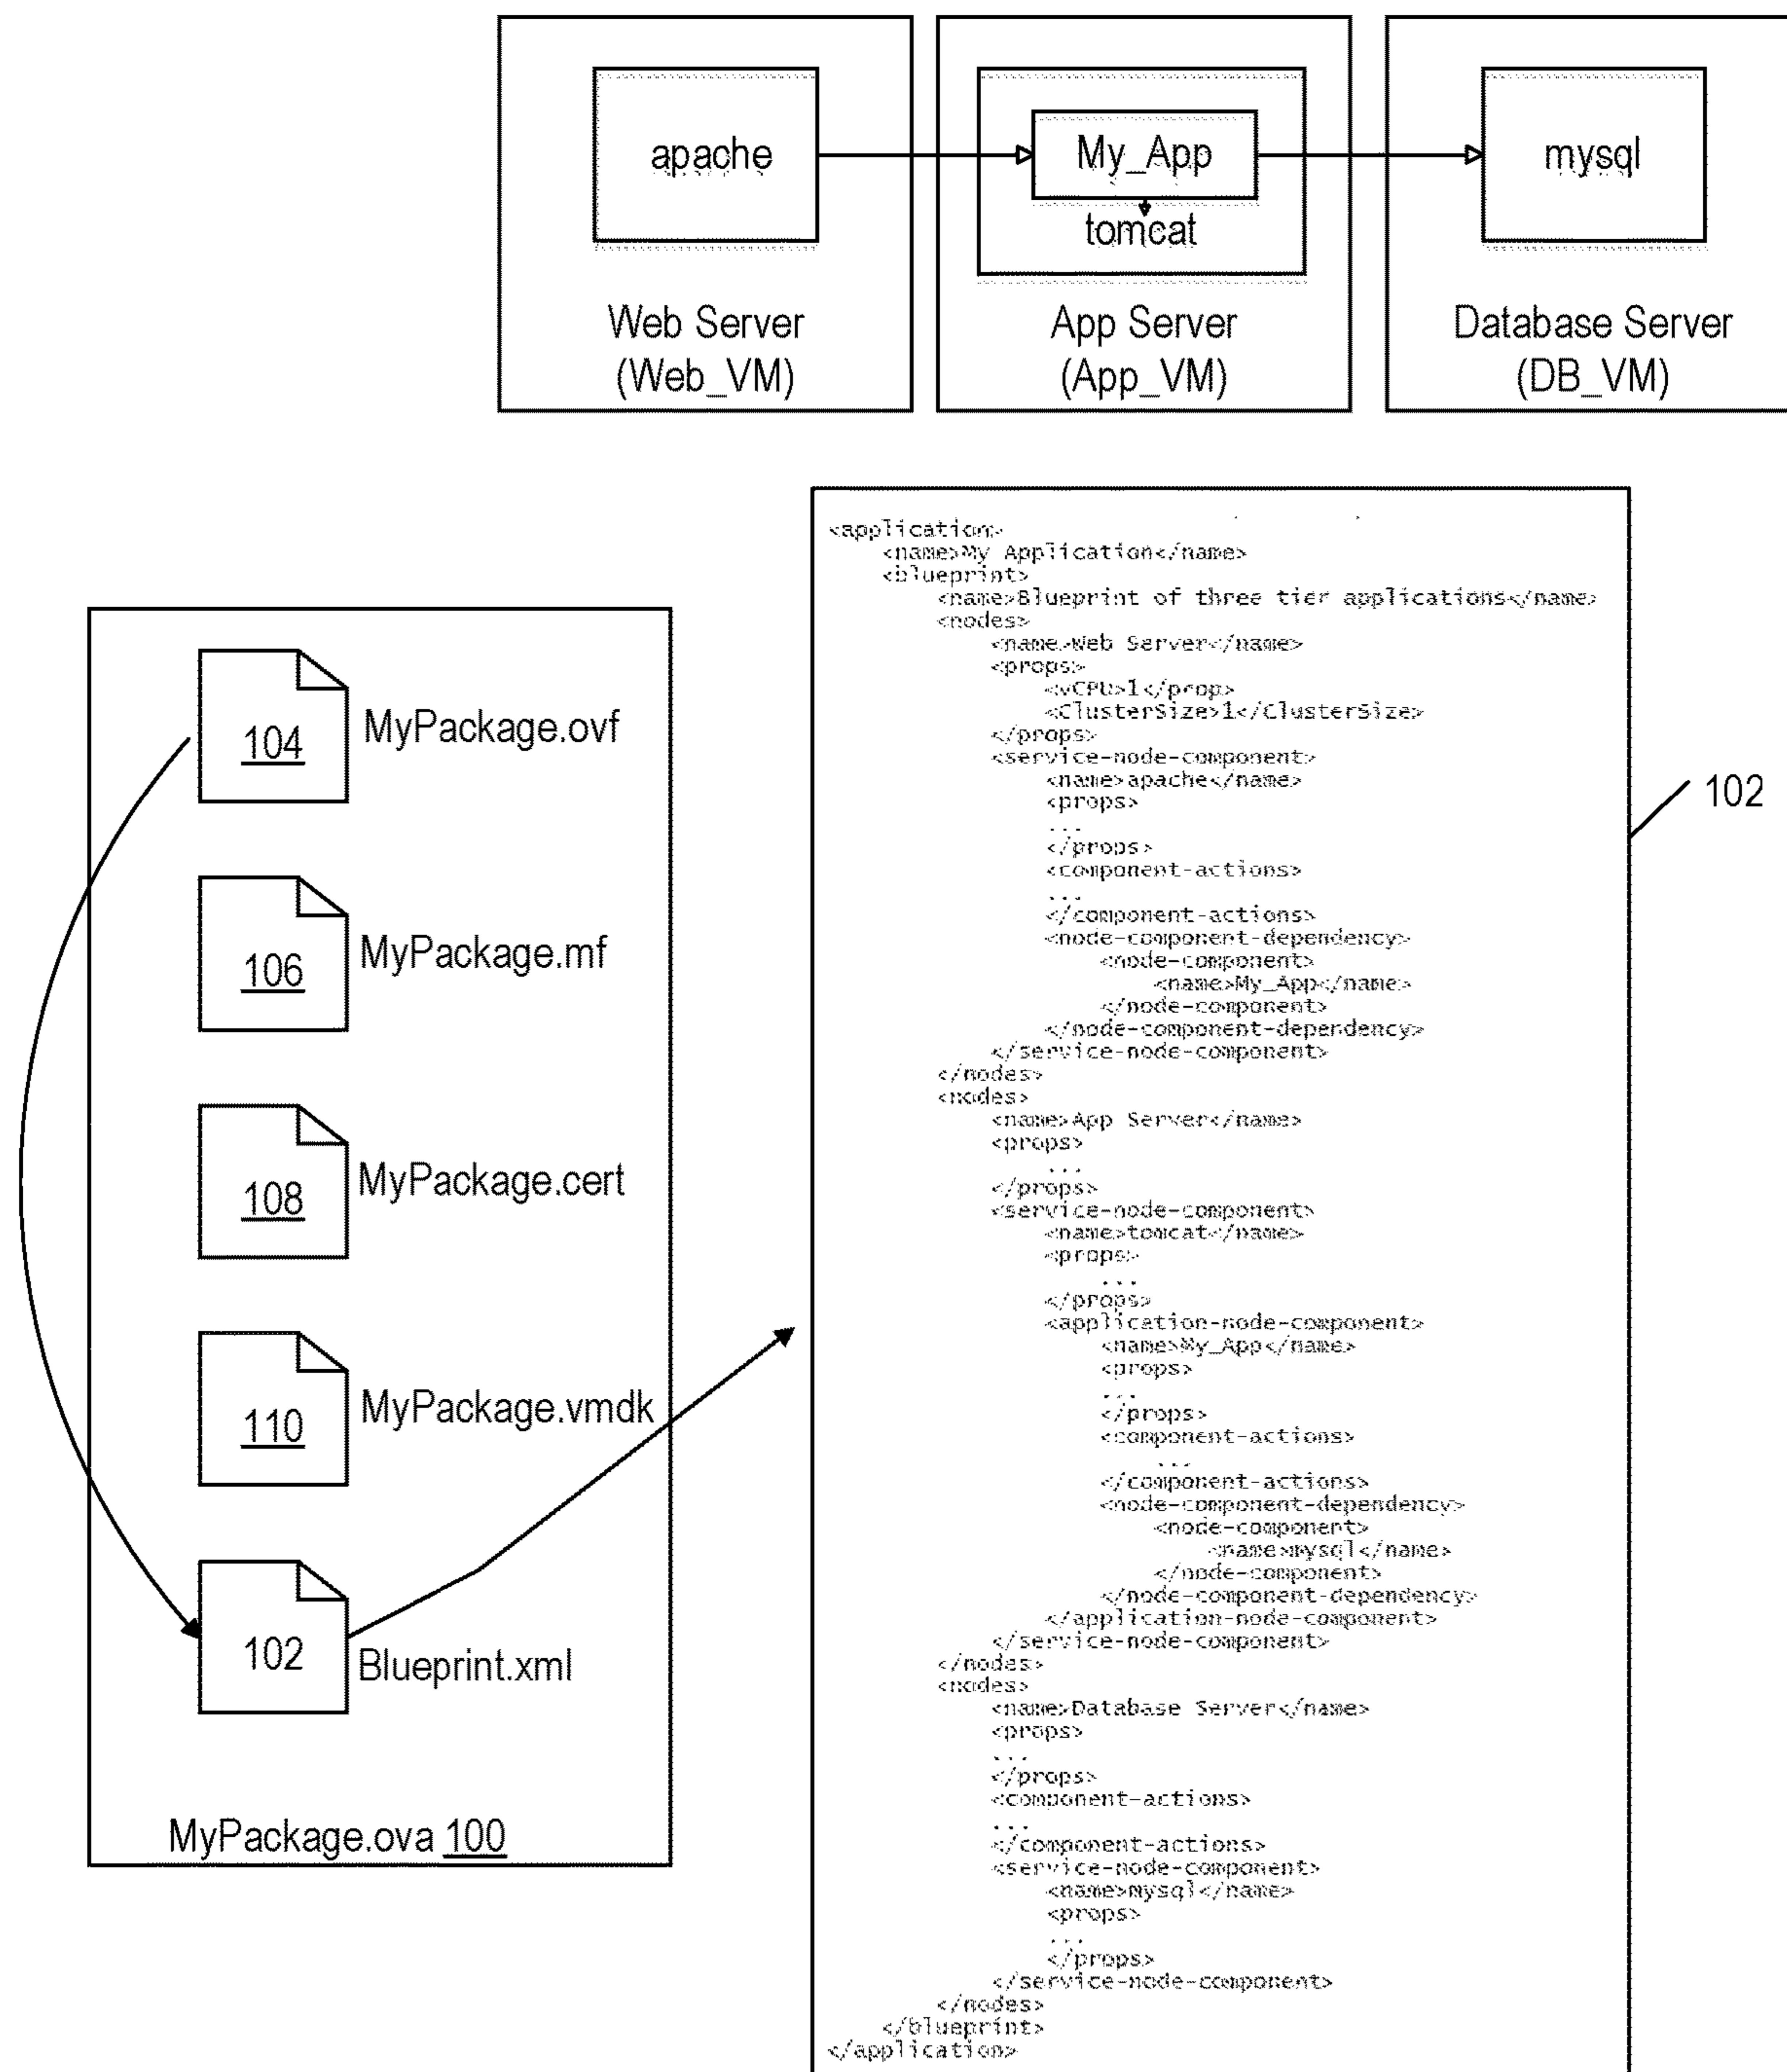 apache
My_App
tomcat
mysql
Web Server
(Web_VM)
App Server
(App_VM)
Database Server
(DB_VM)
104
MyPackage.ovf
106
MyPackage.mf
108
MyPackage.cert
110
MyPackage.vmdk
102
Blueprint.xml
MyPackage.ova 100
102
<application>
<name>My Application</name>
<blueprint>
<name>Blueprint of three tier applications</name>
<nodes>
<name>Web Server</name>
<props>
<vCPU>1</prop>
<ClusterSize>1</ClusterSize>
</props>
<service-node-component>
<name>apache</name>
<props>
...
</props>
<component-actions>
...
</component-actions>
<node-component-dependency>
<node-component>
<name>My_App</name>
</node-component>
</node-component-dependency>
</service-node-component>
</nodes>
<nodes>
<name>App Server</name>
<props>
...
</props>
<service-node-component>
<name>tomcat</name>
<props>
...
</props>
<application-node-component>
<name>My_App</name>
<props>
...
</props>
<component-actions>
...
</component-actions>
<node-component-dependency>
<node-component>
<name>mysql</name>
</node-component>
</node-component-dependency>
</application-node-component>
</service-node-component>
</nodes>
<nodes>
<name>Database Server</name>
<props>
...
</props>
<component-actions>
...
</component-actions>
<service-node-component>
<name>mysql</name>
<props>
...
</props>
</service-node-component>
</nodes>
</blueprint>
</application>